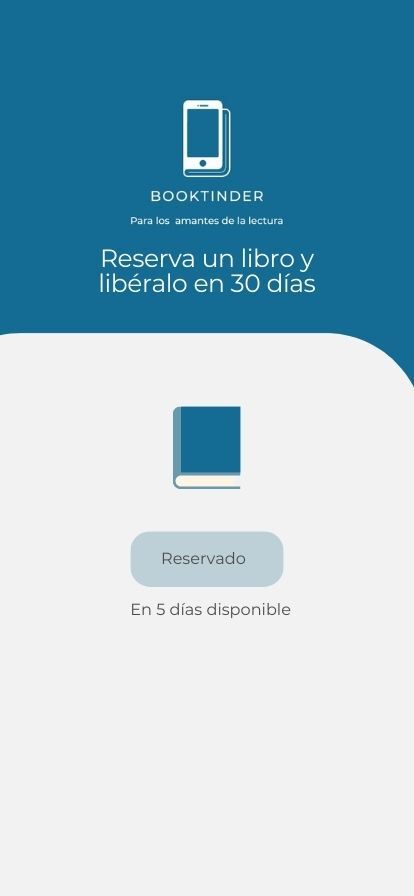 BOOKTINDER
Para los amantes de la lectura
Reserva un libro y
libéralo en 30 días
Reservado
En 5 días disponible